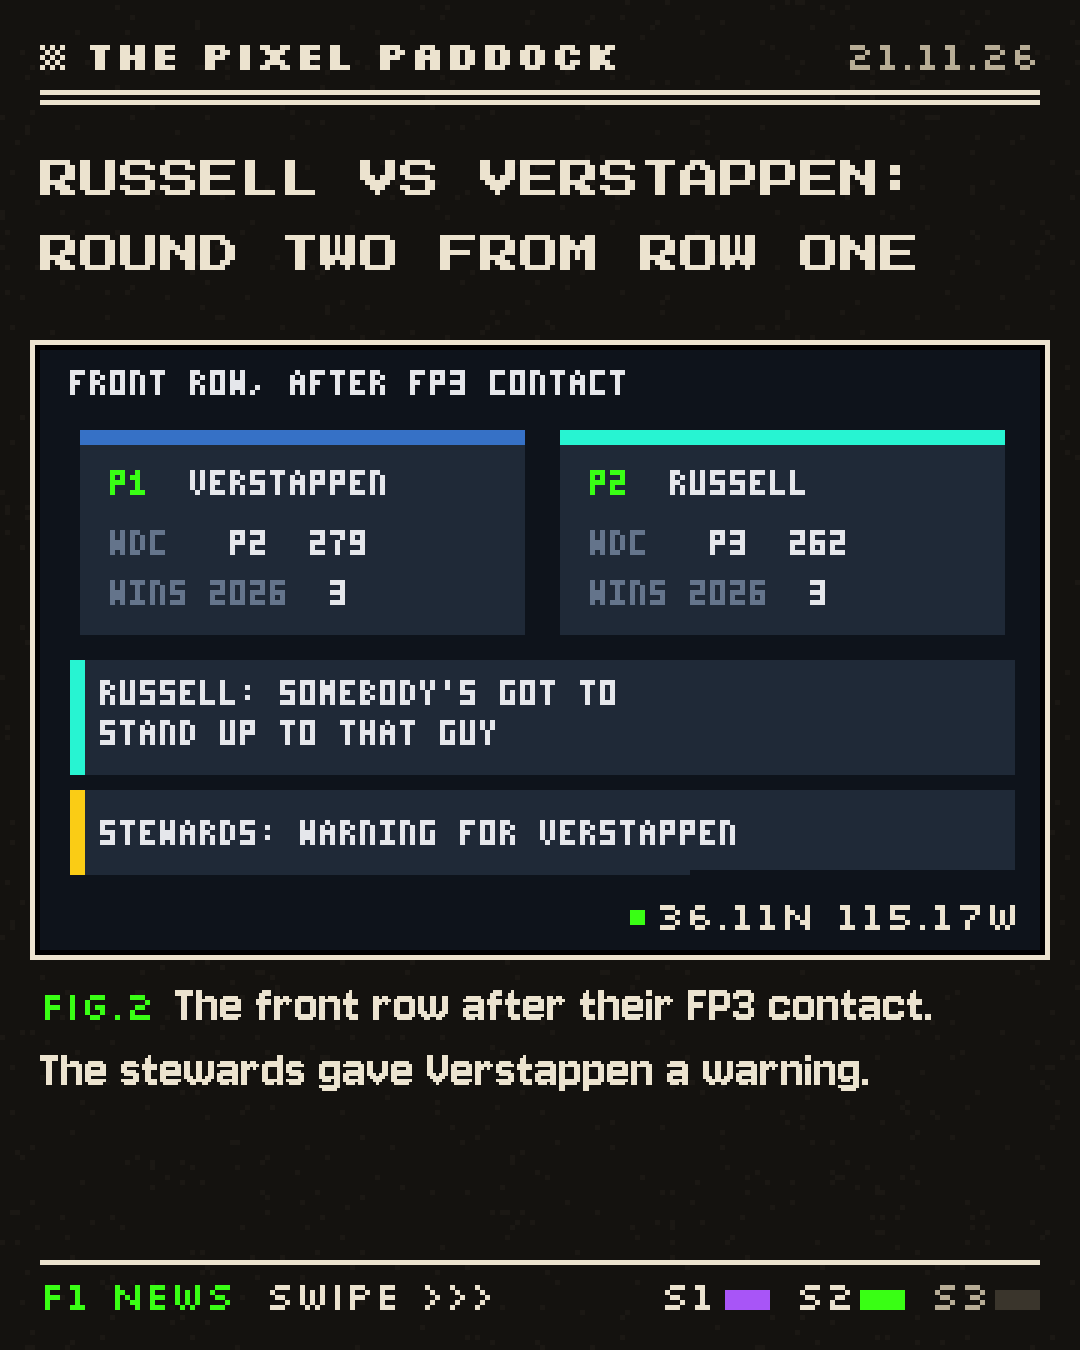 THE PIXEL PADDOCK 21.11.26
RUSSELL VS VERSTAPPEN:
ROUND TWO FROM ROW ONE
FRONT ROW, AFTER FP3 CONTACT
P1 VERSTAPPEN
WDC P2 279
WINS 2026 3
P2 RUSSELL
WDC P3 262
WINS 2026 3
RUSSELL: SOMEBODY'S GOT TO
STAND UP TO THAT GUY
STEWARDS: WARNING FOR VERSTAPPEN
36.11N 115.17W
FIG.2 The front row after their FP3 contact.
The stewards gave Verstappen a warning.
F1 NEWS SWIPE >>> S1 S2 S3